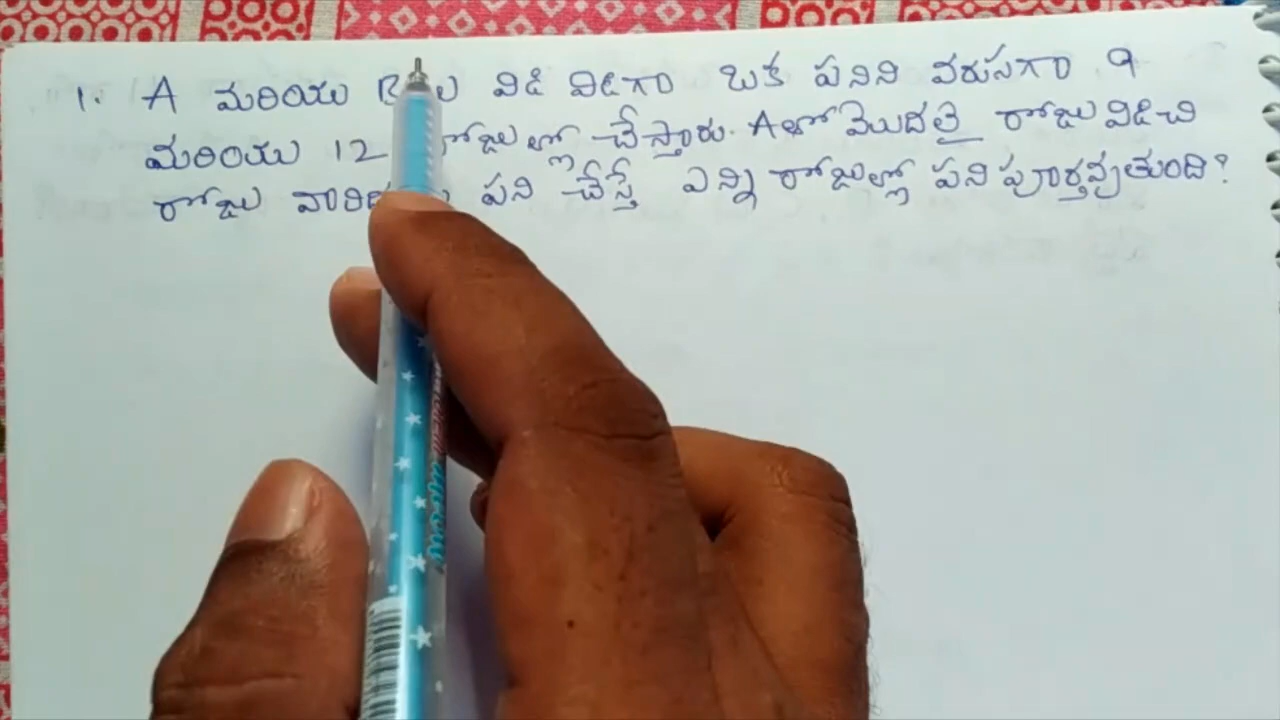 1. A మరియు B ల విడి విడిగా ఒక పనిని వరుసగా 9
మరియు 12 రోజుల్లో చేస్తారు. A తో మొదలై రోజు విడిచి
రోజు పని చేస్తే ఎన్ని రోజుల్లో పని పూర్తవుతుంది?